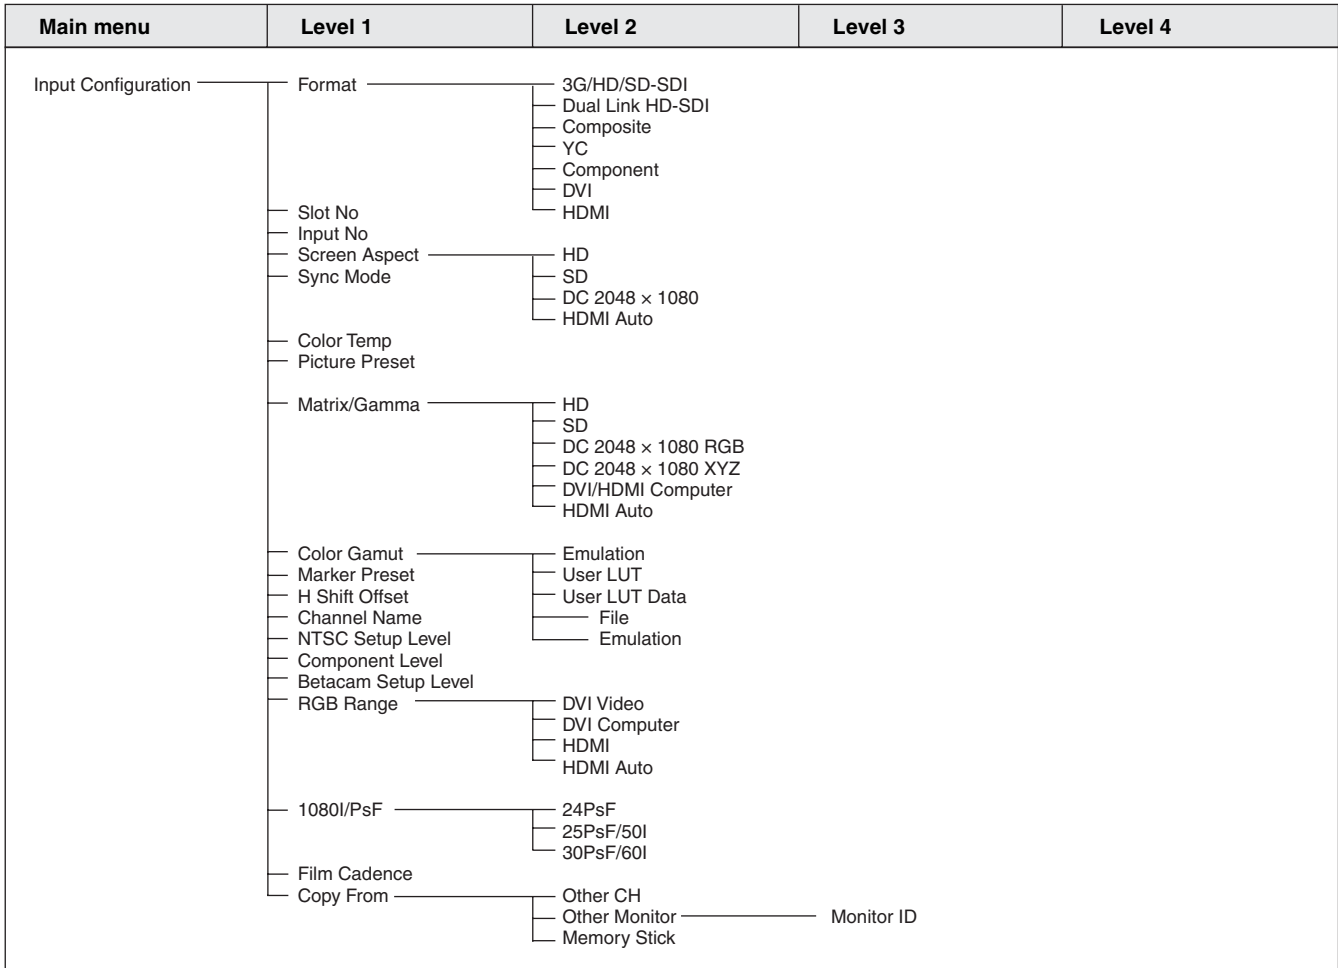 Main menu Level 1 Level 2 Level 3 Level 4
Input Configuration Format 3G/HD/SD-SDI
Dual Link HD-SDI
Composite
YC
Component
DVI
Slot No HDMI
Input No
Screen Aspect HD
Sync Mode SD
DC 2048 × 1080
HDMI Auto
Color Temp
Picture Preset
Matrix/Gamma HD
SD
DC 2048 × 1080 RGB
DC 2048 × 1080 XYZ
DVI/HDMI Computer
HDMI Auto
Color Gamut Emulation
Marker Preset User LUT
H Shift Offset User LUT Data
Channel Name File
NTSC Setup Level Emulation
Component Level
Betacam Setup Level
RGB Range DVI Video
DVI Computer
HDMI
HDMI Auto
1080I/PsF 24PsF
25PsF/50I
30PsF/60I
Film Cadence
Copy From Other CH
Other Monitor Monitor ID
Memory Stick